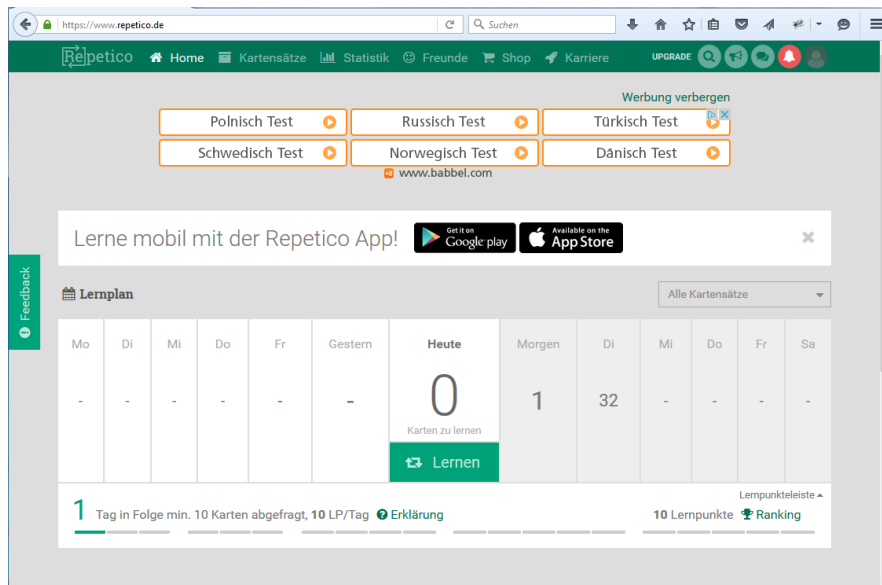 https://www.repetico.de
Suchen
[Re]petico Home Kartensätze Statistik Freunde Shop Karriere UPGRADE
Werbung verbergen
Polnisch Test Russisch Test Türkisch Test
Schwedisch Test Norwegisch Test Dänisch Test
www.babbel.com
Lerne mobil mit der Repetico App! Get it on Google play Available on the App Store
Feedback
Lernplan Alle Kartensätze
Mo Di Mi Do Fr Gestern Heute Morgen Di Mi Do Fr Sa
- - - - - - 0 1 32 - - - -
Karten zu lernen
Lernen
Lernpunkteleiste
1 Tag in Folge min. 10 Karten abgefragt, 10 LP/Tag Erklärung 10 Lernpunkte Ranking